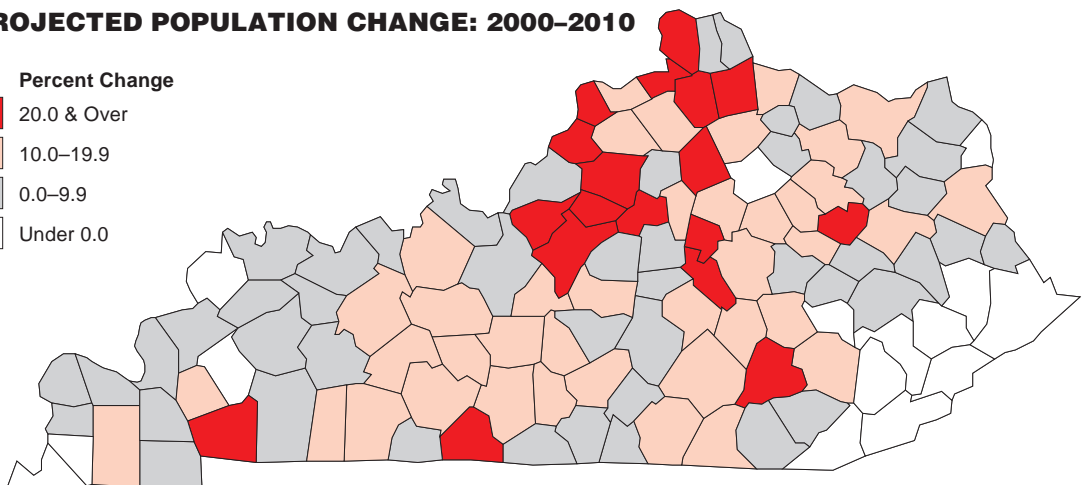 ROJECTED POPULATION CHANGE: 2000–2010
Percent Change
20.0 & Over
10.0–19.9
0.0–9.9
Under 0.0